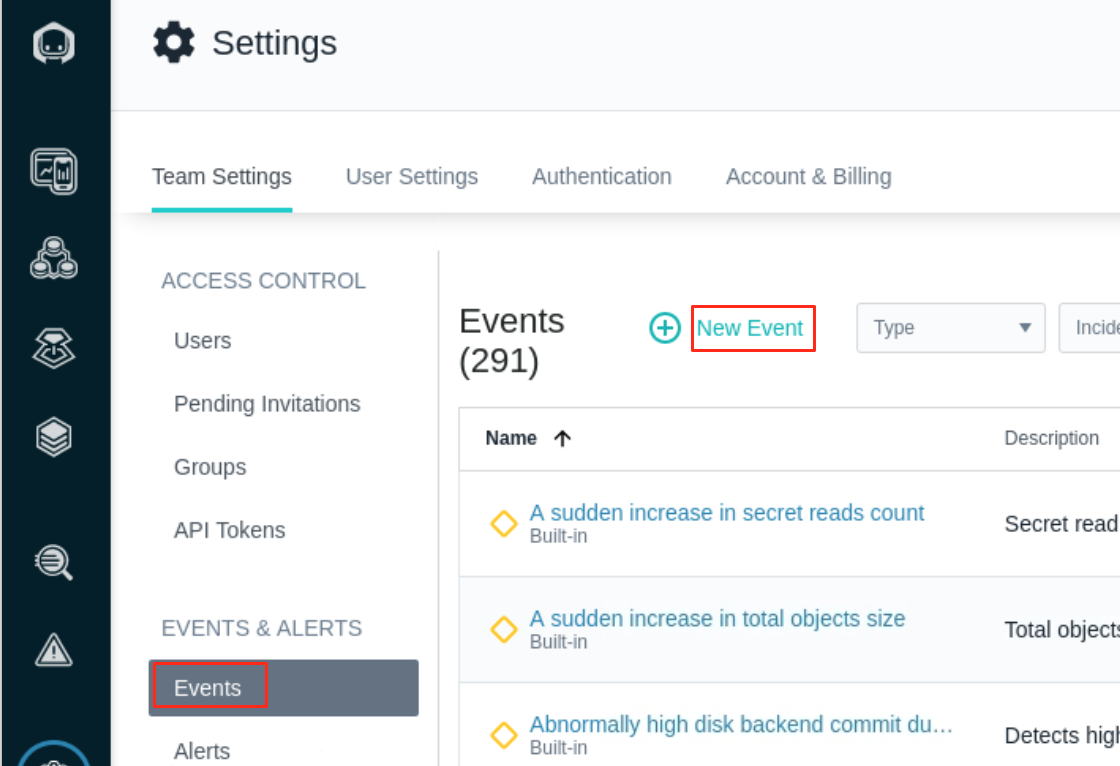 Settings
Team Settings
User Settings
Authentication
Account & Billing
ACCESS CONTROL
Users
Pending Invitations
Groups
API Tokens
EVENTS & ALERTS
Events
Alerts
Events
(291)
New Event
Type
Incide
Name
Description
A sudden increase in secret reads count
Built-in
Secret read
A sudden increase in total objects size
Built-in
Total objects
Abnormally high disk backend commit du…
Built-in
Detects high